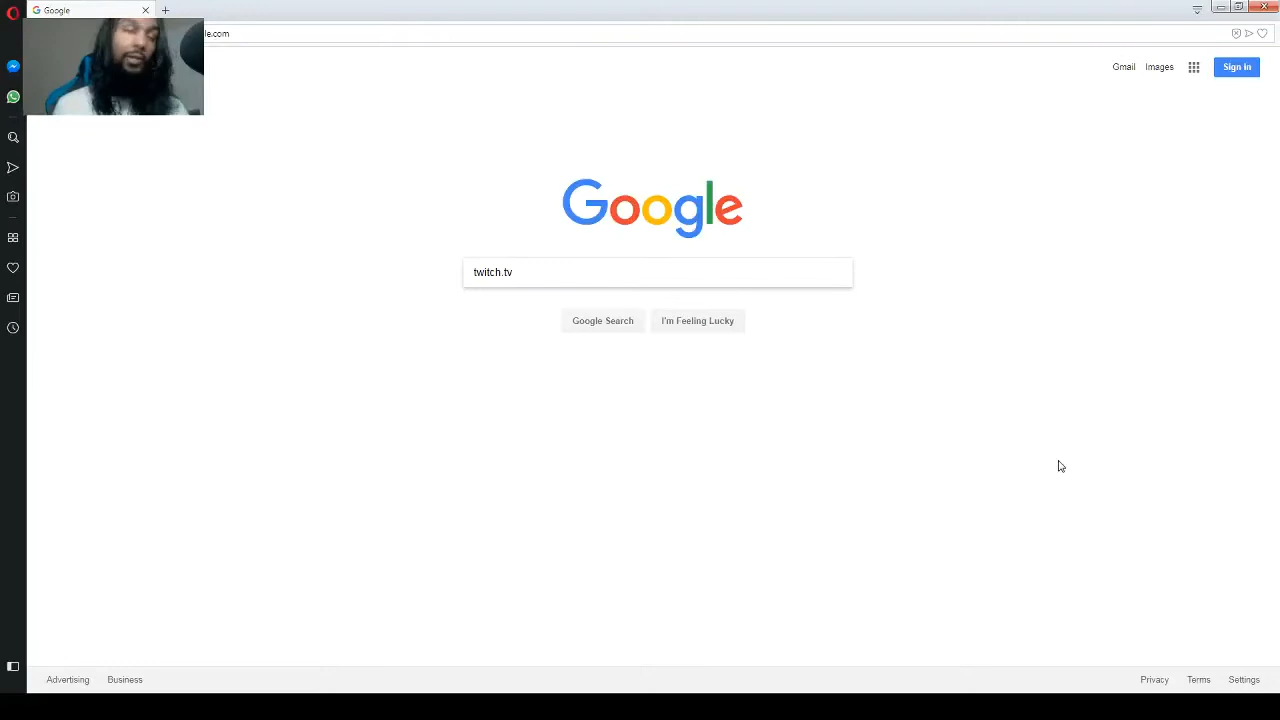 Google
le.com
Gmail Images Sign in
Google
twitch.tv
Google Search I'm Feeling Lucky
Advertising Business Privacy Terms Settings